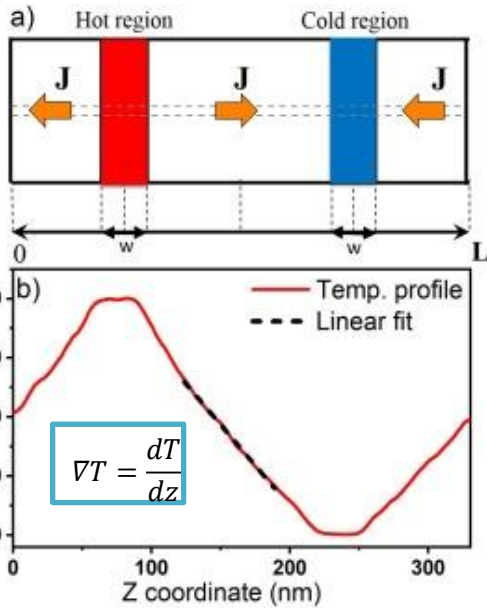 a) Hot region Cold region
J J J
w w
0 L
b) Temp. profile
Linear fit
∇T = dT/dz
0 100 200 300
Z coordinate (nm)